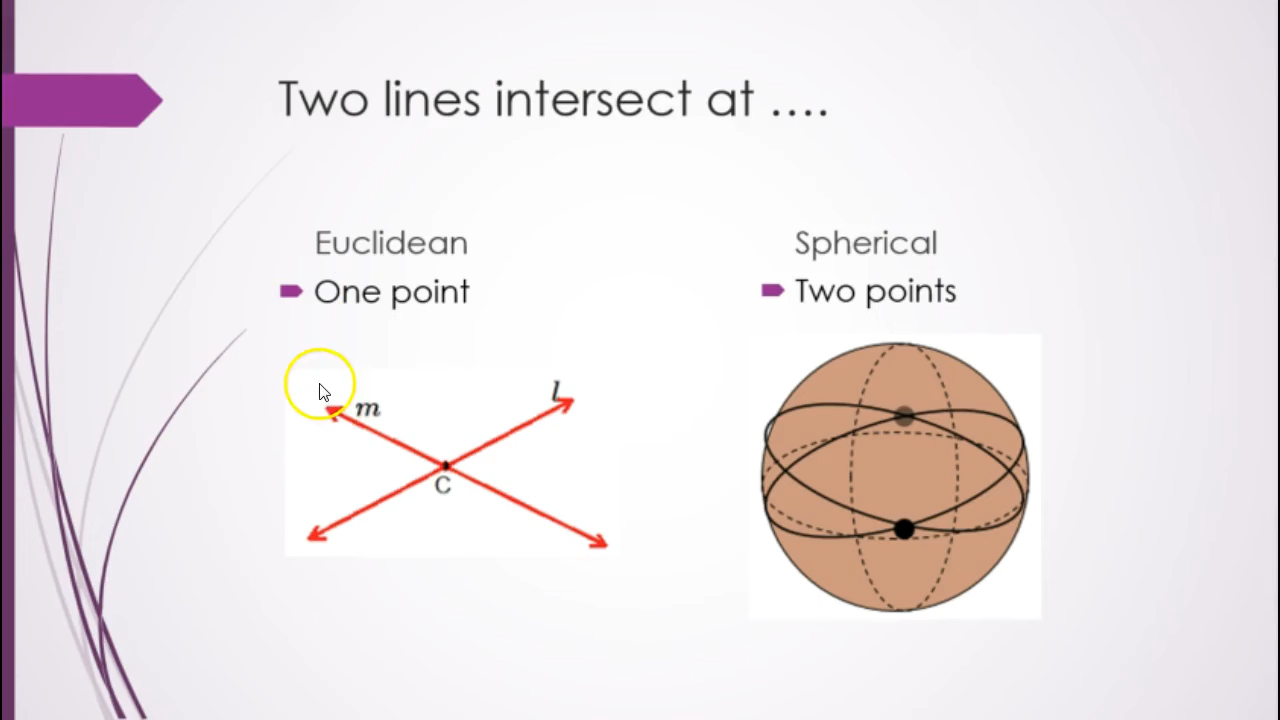 Two lines intersect at ....
Euclidean
One point
m
l
C
Spherical
Two points